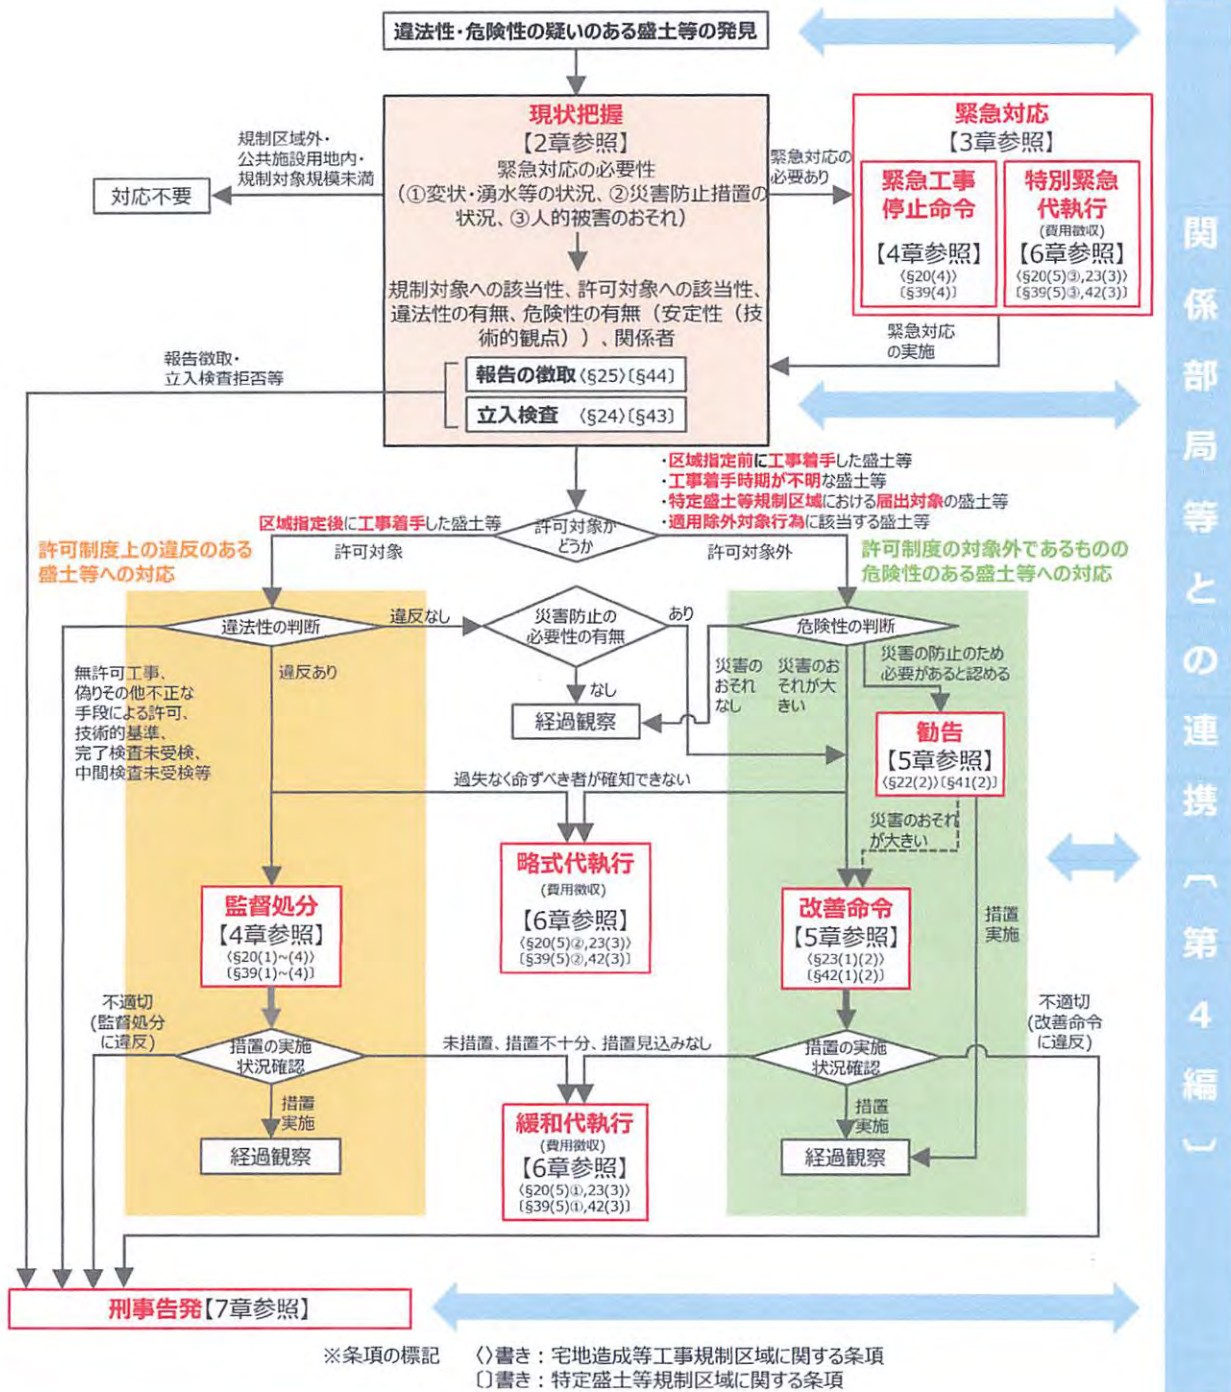 違法性・危険性の疑いのある盛土等の発見
現状把握
【2章参照】
緊急対応の必要性
(①変状・湧水等の状況、②災害防止措置の
状況、③人的被害のおそれ)
規制対象への該当性、許可対象への該当性、
違法性の有無、危険性の有無(安定性(技
術的観点))、関係者
報告の徴取〈§25〉〔§44〕
立入検査 〈§24〉〔§43〕
規制区域外・
公共施設用地内・
規制対象規模未満
対応不要
緊急対応の
必要あり
緊急対応
【3章参照】
緊急工事
停止命令
【4章参照】
〈§20(4)〉
〔§39(4)〕
特別緊急
代執行
(費用徴収)
【6章参照】
〈§20(5)③,23(3)〉
〔§39(5)③,42(3)〕
緊急対応
の実施
報告徴取・
立入検査拒否等
・区域指定前に工事着手した盛土等
・工事着手時期が不明な盛土等
・特定盛土等規制区域における届出対象の盛土等
・適用除外対象行為に該当する盛土等
区域指定後に工事着手した盛土等
許可対象か
どうか
許可対象
許可対象外
許可制度上の違反のある
盛土等への対応
許可制度の対象外であるものの
危険性のある盛土等への対応
違法性の判断
違反なし
災害防止の
必要性の有無
あり
危険性の判断
無許可工事、
偽りその他不正な
手段による許可、
技術的基準、
完了検査未受検、
中間検査未受検等
違反あり
なし
経過観察
災害の
おそれ
なし
災害のお
それが大
きい
災害の防止のため
必要があると認める
勧告
【5章参照】
〈§22(2)〉〔§41(2)〕
過失なく命ずべき者が確知できない
災害のおそれ
が大きい
略式代執行
(費用徴収)
【6章参照】
〈§20(5)②,23(3)〉
〔§39(5)②,42(3)〕
監督処分
【4章参照】
〈§20(1)~(4)〉
〔§39(1)~(4)〕
改善命令
【5章参照】
〈§23(1)(2)〉
〔§42(1)(2)〕
措置
実施
不適切
(監督処分
に違反)
措置の実施
状況確認
未措置、措置不十分、措置見込みなし
措置の実施
状況確認
不適切
(改善命令
に違反)
措置
実施
経過観察
緩和代執行
(費用徴収)
【6章参照】
〈§20(5)①,23(3)〉
〔§39(5)①,42(3)〕
措置
実施
経過観察
刑事告発【7章参照】
関係部局等との連携〔第4編〕
※条項の標記 〈〉書き:宅地造成等工事規制区域に関する条項
〔〕書き:特定盛土等規制区域に関する条項